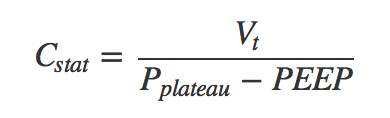 C_stat = V_t / (P_plateau − PEEP)